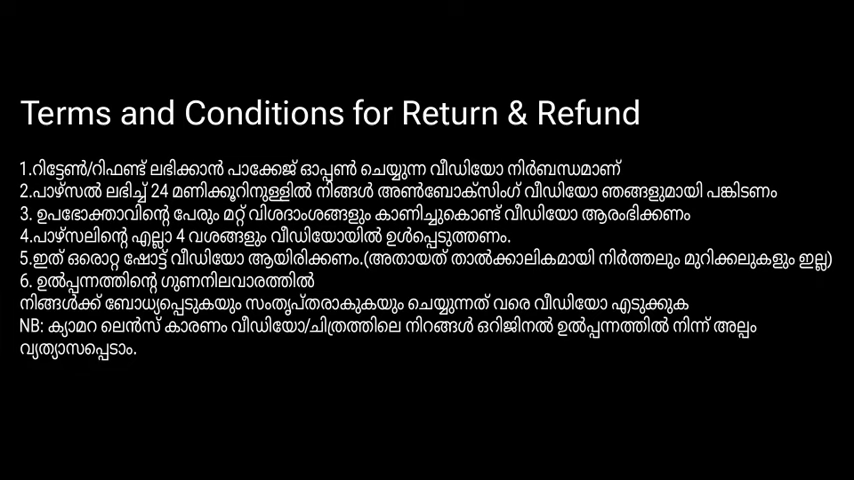 Terms and Conditions for Return & Refund
1.റിട്ടേൺ/റിഫണ്ട് ലഭിക്കാൻ പാക്കേജ് ഓപ്പൺ ചെയ്യുന്ന വീഡിയോ നിർബന്ധമാണ്
2.പാഴ്സൽ ലഭിച്ച് 24 മണിക്കൂറിനുള്ളിൽ നിങ്ങൾ അൺബോക്സിംഗ് വീഡിയോ ഞങ്ങളുമായി പങ്കിടണം
3. ഉപഭോക്താവിന്റെ പേരും മറ്റ് വിശദാംശങ്ങളും കാണിച്ചുകൊണ്ട് വീഡിയോ ആരംഭിക്കണം
4.പാഴ്സലിന്റെ എല്ലാ 4 വശങ്ങളും വീഡിയോയിൽ ഉൾപ്പെടുത്തണം.
5.ഇത് ഒരൊറ്റ ഷോട്ട് വീഡിയോ ആയിരിക്കണം.(അതായത് താൽക്കാലികമായി നിർത്തലും മുറിക്കലുകളും ഇല്ല)
6. ഉൽപ്പന്നത്തിന്റെ ഗുണനിലവാരത്തിൽ
നിങ്ങൾക്ക് ബോധ്യപ്പെടുകയും സംതൃപ്തരാകുകയും ചെയ്യുന്നത് വരെ വീഡിയോ എടുക്കുക
NB: ക്യാമറ ലെൻസ് കാരണം വീഡിയോ/ചിത്രത്തിലെ നിറങ്ങൾ ഒറിജിനൽ ഉൽപ്പന്നത്തിൽ നിന്ന് അല്പം
വ്യത്യാസപ്പെടാം.